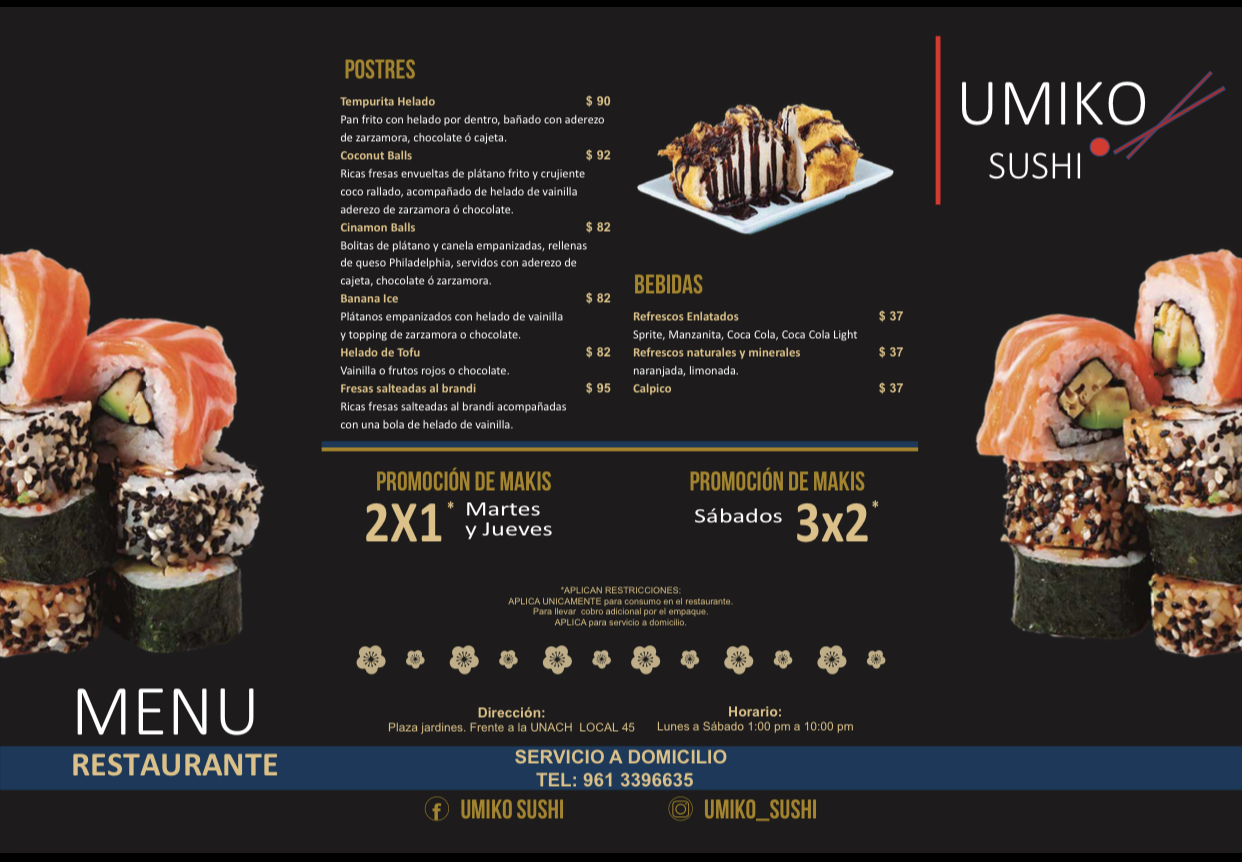 POSTRES
Tempurita Helado $ 90
Pan frito con helado por dentro, bañado con aderezo
de zarzamora, chocolate ó cajeta.
Coconut Balls $ 92
Ricas fresas envueltas de plátano frito y crujiente
coco rallado, acompañado de helado de vainilla
aderezo de zarzamora ó chocolate.
Cinamon Balls $ 82
Bolitas de plátano y canela empanizadas, rellenas
de queso Philadelphia, servidos con aderezo de
cajeta, chocolate ó zarzamora.
Banana Ice $ 82
Plátanos empanizados con helado de vainilla
y topping de zarzamora o chocolate.
Helado de Tofu $ 82
Vainilla o frutos rojos o chocolate.
Fresas salteadas al brandi $ 95
Ricas fresas salteadas al brandi acompañadas
con una bola de helado de vainilla.
BEBIDAS
Refrescos Enlatados $ 37
Sprite, Manzanita, Coca Cola, Coca Cola Light
Refrescos naturales y minerales $ 37
naranjada, limonada.
Calpico $ 37
PROMOCIÓN DE MAKIS
2X1* Martes
y Jueves
PROMOCIÓN DE MAKIS
Sábados 3x2*
*APLICAN RESTRICCIONES:
APLICA UNICAMENTE para consumo en el restaurante.
Para llevar cobro adicional por el empaque.
APLICA para servicio a domicilio.
Dirección:
Plaza jardines. Frente a la UNACH LOCAL 45
Horario:
Lunes a Sábado 1:00 pm a 10:00 pm
SERVICIO A DOMICILIO
TEL: 961 3396635
UMIKO SUSHI
UMIKO_SUSHI
MENU
RESTAURANTE
UMIKO
SUSHI